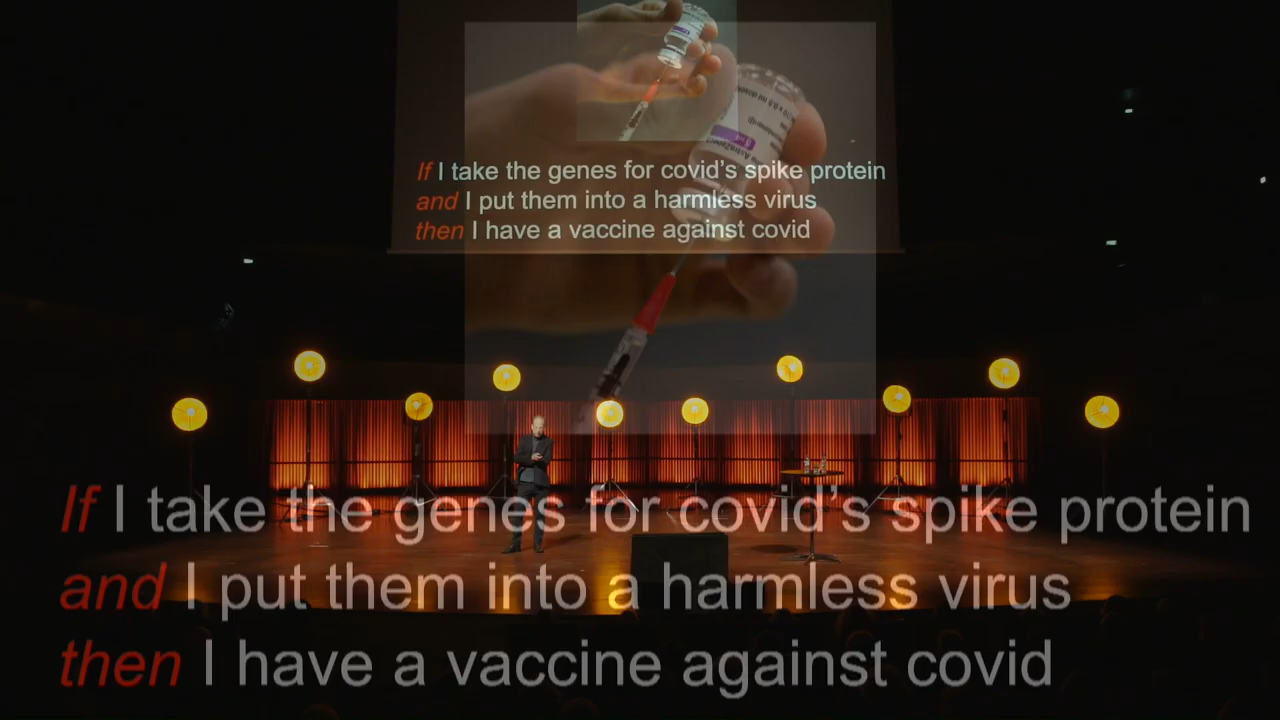 If I take the genes for covid's spike protein
and I put them into a harmless virus
then I have a vaccine against covid
If I take the genes for covid's spike protein
and I put them into a harmless virus
then I have a vaccine against covid